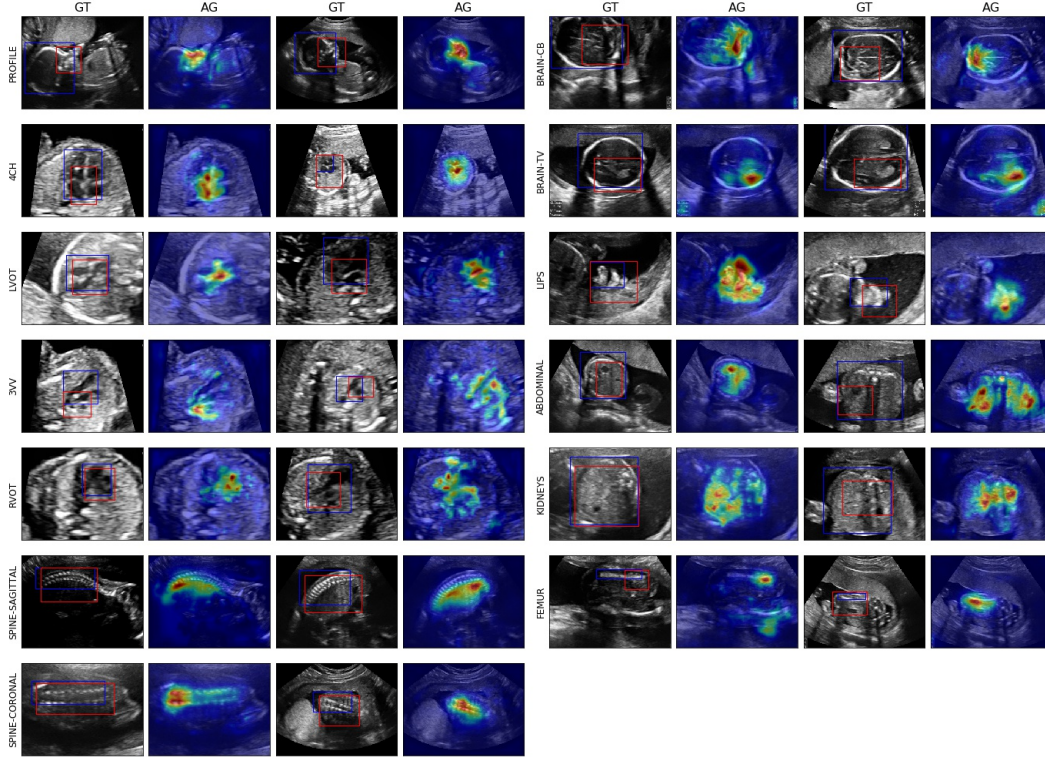 GT AG GT AG GT AG GT AG
PROFILE
BRAIN-CB
4CH
BRAIN-TV
LVOT
LIPS
3VV
ABDOMINAL
RVOT
KIDNEYS
SPINE-SAGITTAL
FEMUR
SPINE-CORONAL